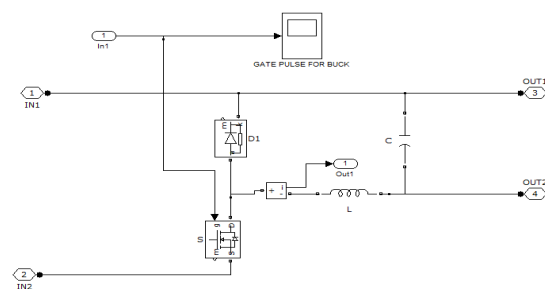 1
In1
GATE PULSE FOR BUCK
1
IN1
OUT1
3
E
D1
C
1
Out1
+
i
-
OUT2
4
L
g
D
S
E
S
2
IN2